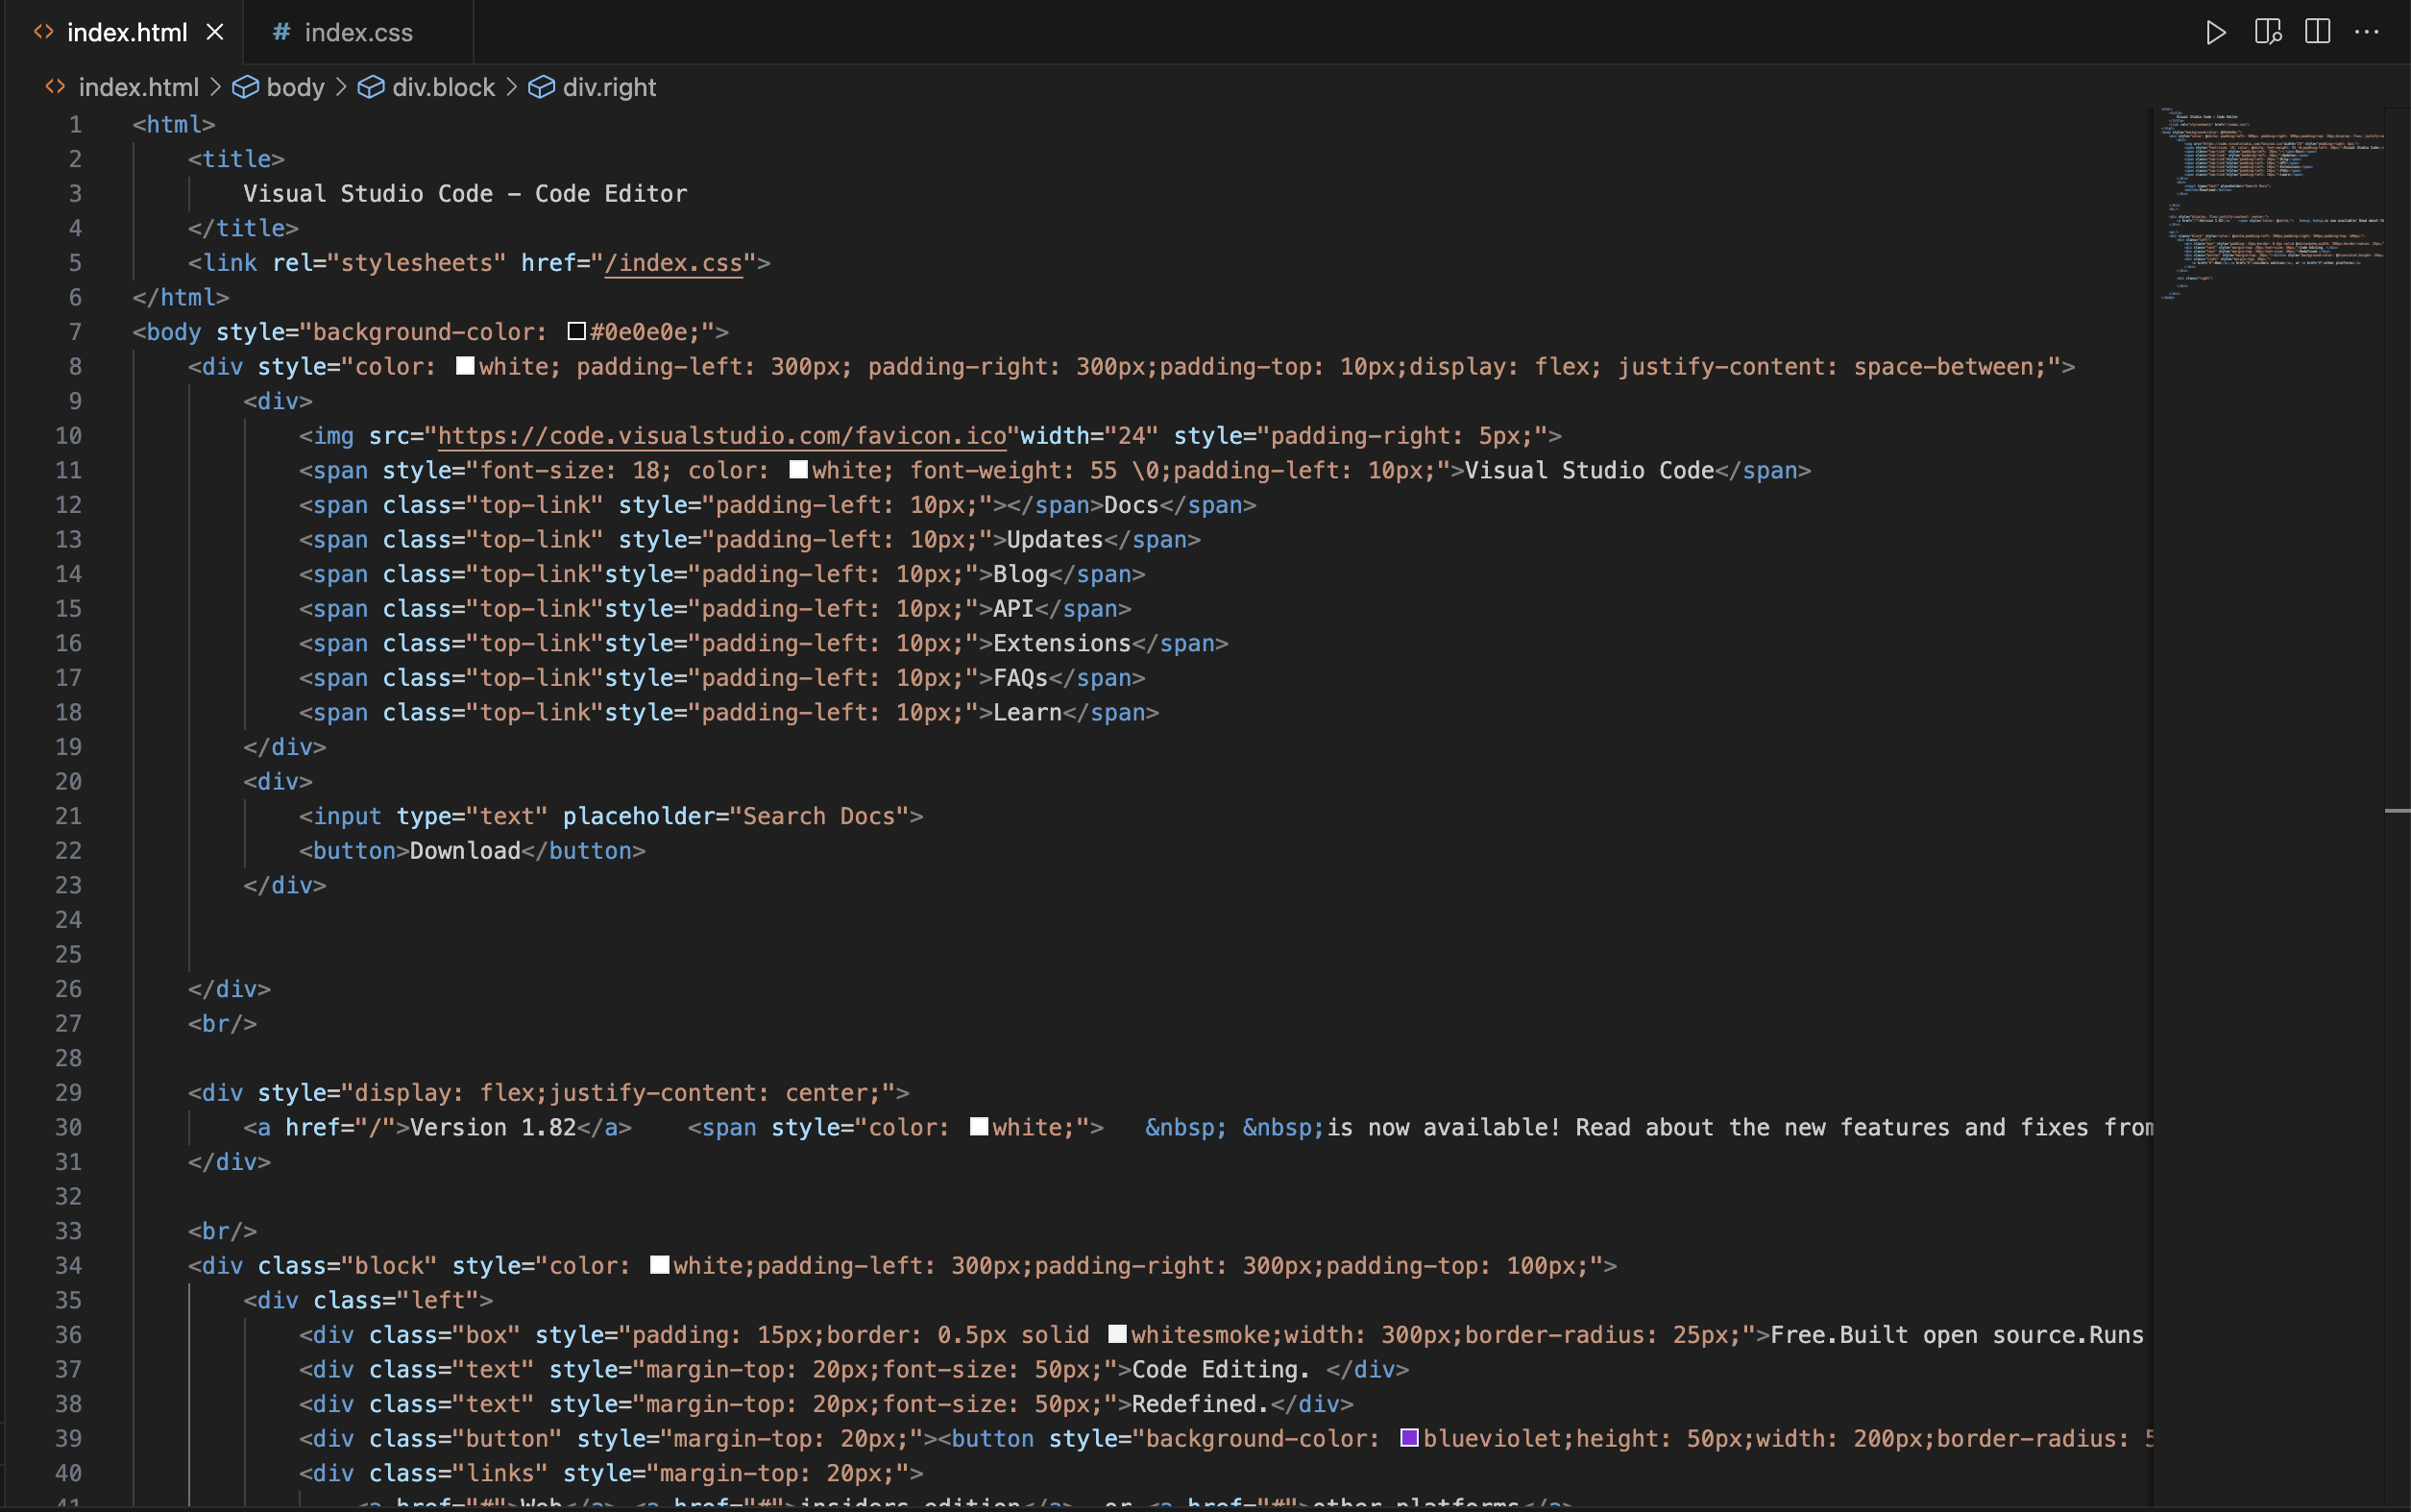 index.html
index.css
index.html > body > div.block > div.right
1 <html>
2 <title>
3 Visual Studio Code - Code Editor
4 </title>
5 <link rel="stylesheets" href="/index.css">
6 </html>
7 <body style="background-color: #0e0e0e;">
8 <div style="color: white; padding-left: 300px; padding-right: 300px;padding-top: 10px;display: flex; justify-content: space-between;">
9 <div>
10 <img src="https://code.visualstudio.com/favicon.ico"width="24" style="padding-right: 5px;">
11 <span style="font-size: 18; color: white; font-weight: 55 \0;padding-left: 10px;">Visual Studio Code</span>
12 <span class="top-link" style="padding-left: 10px;"></span>Docs</span>
13 <span class="top-link" style="padding-left: 10px;">Updates</span>
14 <span class="top-link"style="padding-left: 10px;">Blog</span>
15 <span class="top-link"style="padding-left: 10px;">API</span>
16 <span class="top-link"style="padding-left: 10px;">Extensions</span>
17 <span class="top-link"style="padding-left: 10px;">FAQs</span>
18 <span class="top-link"style="padding-left: 10px;">Learn</span>
19 </div>
20 <div>
21 <input type="text" placeholder="Search Docs">
22 <button>Download</button>
23 </div>
24
25
26 </div>
27 <br/>
28
29 <div style="display: flex;justify-content: center;">
30 <a href="/">Version 1.82</a> <span style="color: white;"> &nbsp; &nbsp;is now available! Read about the new features and fixes from
31 </div>
32
33 <br/>
34 <div class="block" style="color: white;padding-left: 300px;padding-right: 300px;padding-top: 100px;">
35 <div class="left">
36 <div class="box" style="padding: 15px;border: 0.5px solid whitesmoke;width: 300px;border-radius: 25px;">Free.Built open source.Runs
37 <div class="text" style="margin-top: 20px;font-size: 50px;">Code Editing. </div>
38 <div class="text" style="margin-top: 20px;font-size: 50px;">Redefined.</div>
39 <div class="button" style="margin-top: 20px;"><button style="background-color: blueviolet;height: 50px;width: 200px;border-radius: 5
40 <div class="links" style="margin-top: 20px;">
41 <a href="#">Web</a>,<a href="#">insiders edition</a>, or <a href="#">other platforms</a>